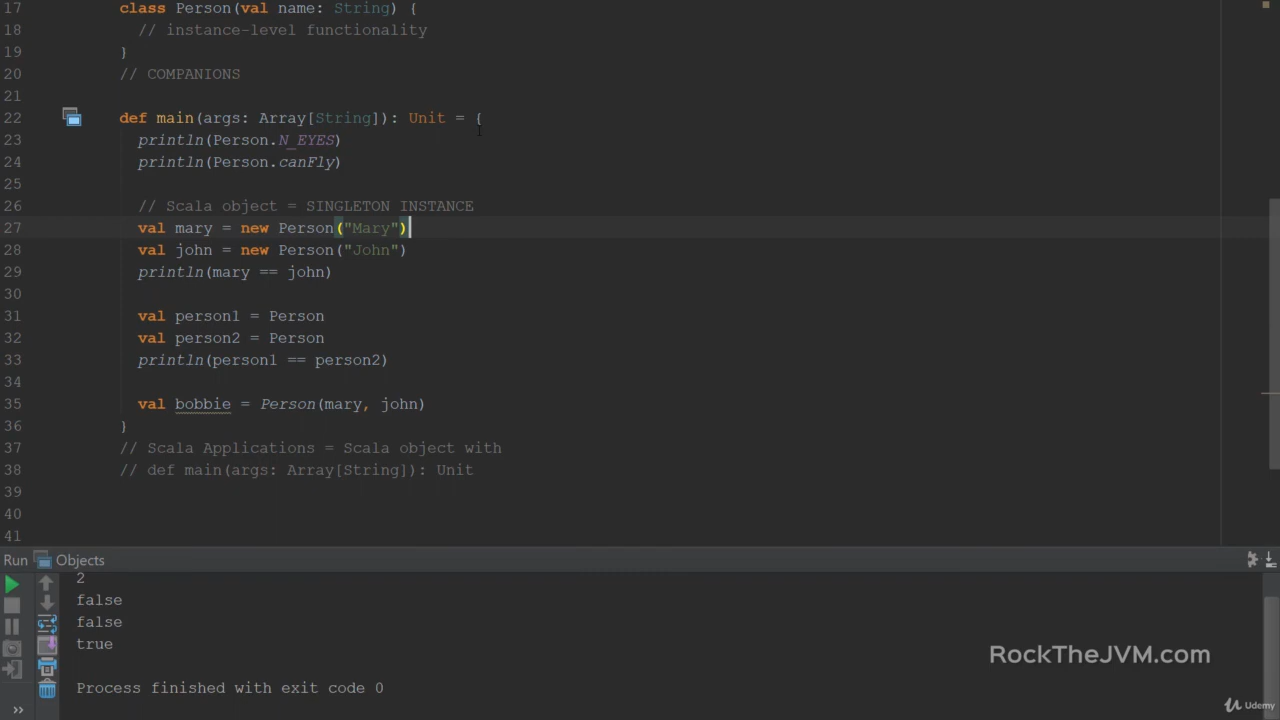 17 class Person(val name: String) {
18 // instance-level functionality
19 }
20 // COMPANIONS
21
22 def main(args: Array[String]): Unit = {
23 println(Person.N_EYES)
24 println(Person.canFly)
25
26 // Scala object = SINGLETON INSTANCE
27 val mary = new Person("Mary")
28 val john = new Person("John")
29 println(mary == john)
30
31 val person1 = Person
32 val person2 = Person
33 println(person1 == person2)
34
35 val bobbie = Person(mary, john)
36 }
37 // Scala Applications = Scala object with
38 // def main(args: Array[String]): Unit
39
40
41
Run Objects
2
false
false
true
Process finished with exit code 0
RockTheJVM.com
Udemy